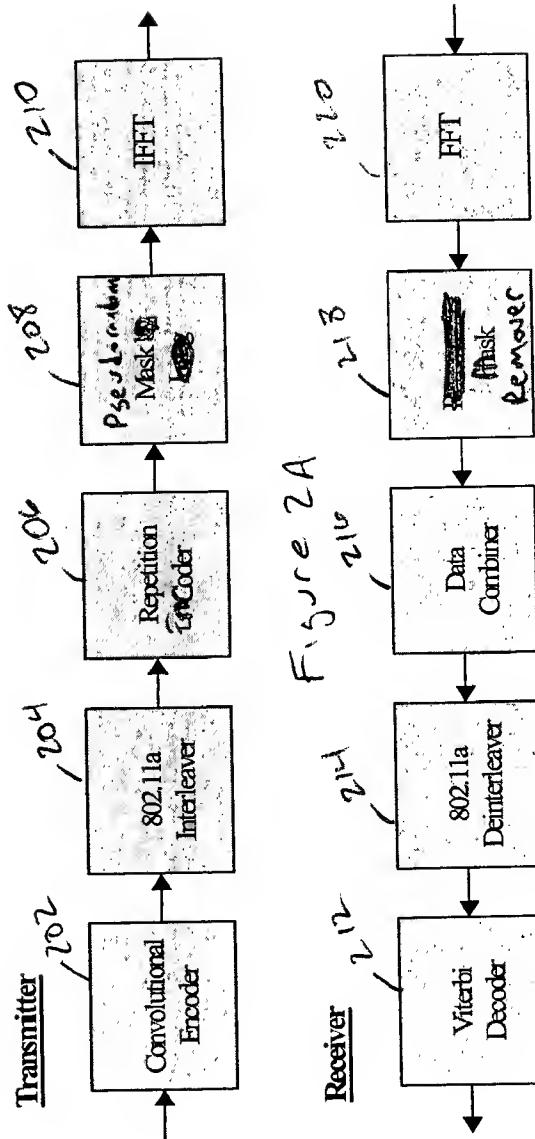 Transmitter
202
204
206
208
210
Convolutional
Encoder
802.11a
Interleaver
Repetition
EnCoder
Pseudorandom
Mask
IFFT
Figure 2A
Receiver
212
214
216
218
220
Viterbi
Decoder
802.11a
Deinterleaver
Data
Combiner
Mask
Remover
FFT